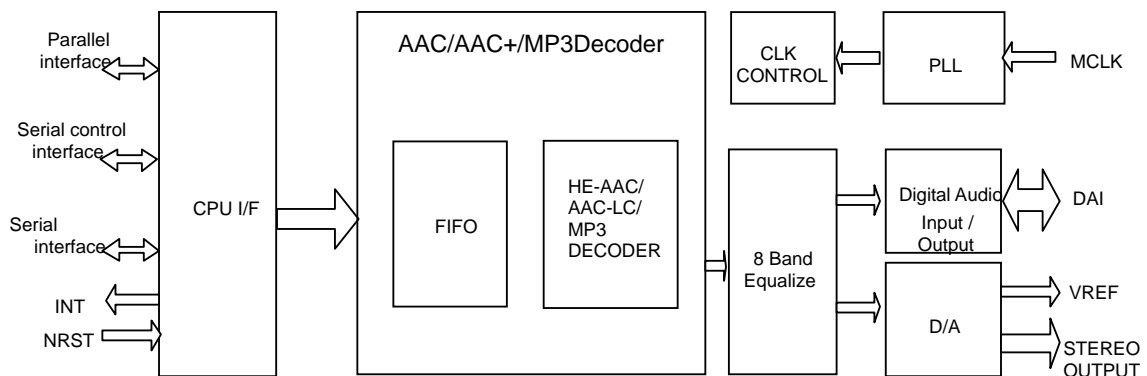 Parallel
interface
Serial control
interface
Serial
interface
INT
NRST
CPU I/F
AAC/AAC+/MP3Decoder
FIFO
HE-AAC/
AAC-LC/
MP3
DECODER
CLK
CONTROL
PLL
MCLK
8 Band
Equalize
Digital Audio
Input /
Output
DAI
D/A
VREF
STEREO
OUTPUT